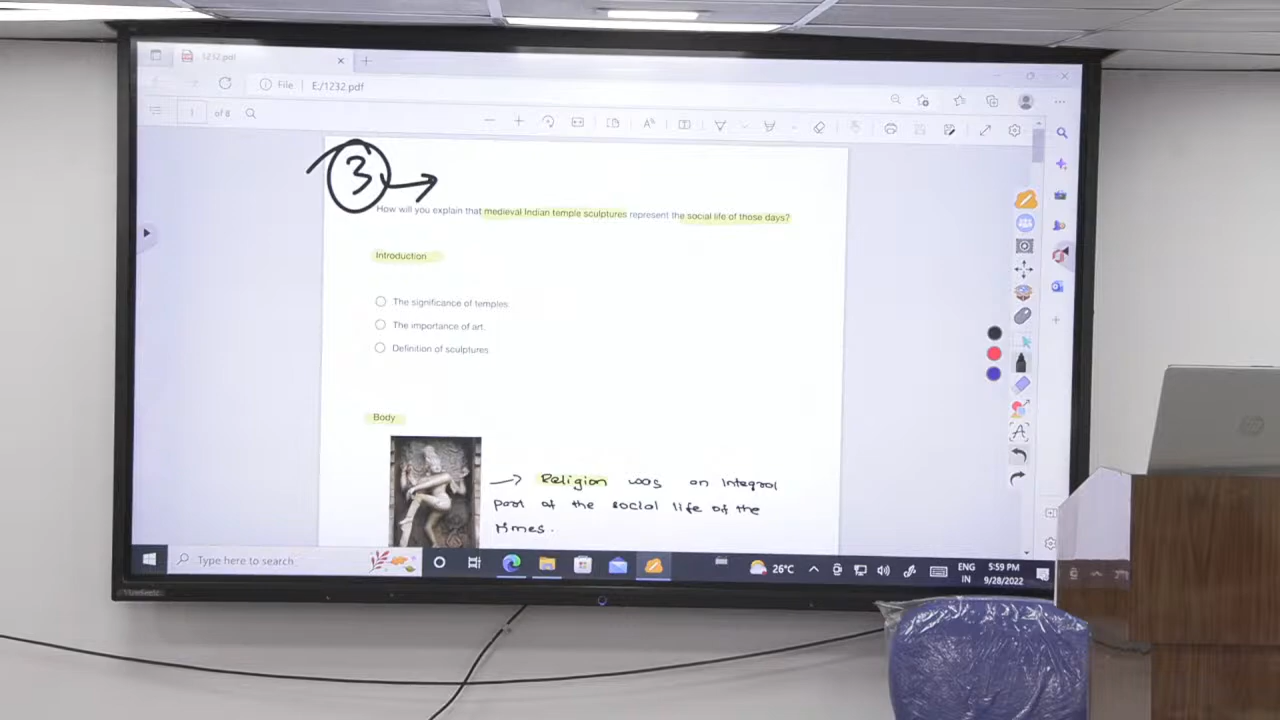 1232.pdf
File E:/1232.pdf
1 of 8
3
How will you explain that medieval Indian temple sculptures represent the social life of those days?
Introduction
The significance of temples.
The importance of art.
Definition of sculptures.
Body
Religion was an integral
part of the social life of the
times.
Type here to search
26°C
ENG
IN
5:59 PM
9/28/2022